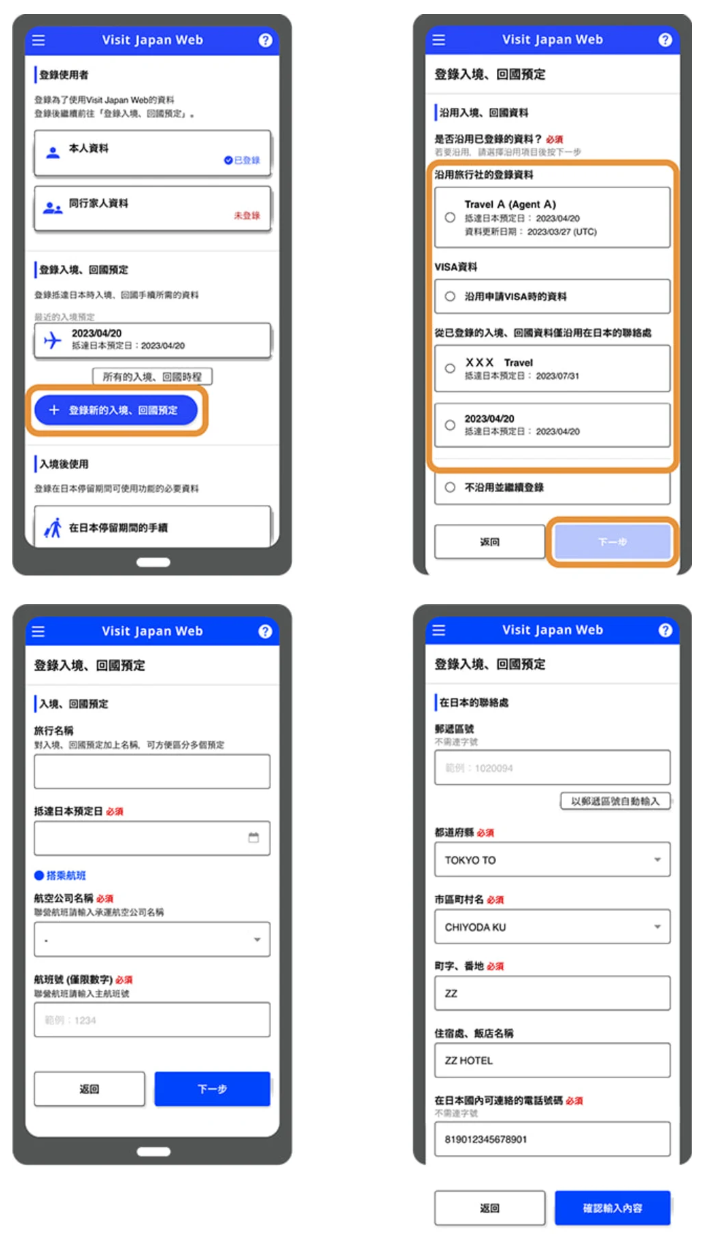 Visit Japan Web
?
登錄使用者
登錄為了使用Visit Japan Web的資料
登錄後繼續前往「登錄入境、回國預定」。
本人資料
已登錄
同行家人資料
未登錄
登錄入境、回國預定
登錄抵達日本時入境、回國手續所需的資料
最近的入境預定
2023/04/20
抵達日本預定日：2023/04/20
所有的入境、回國時程
＋ 登錄新的入境、回國預定
入境後使用
登錄在日本停留期間可使用功能的必要資料
在日本停留期間的手續
Visit Japan Web
?
登錄入境、回國預定
沿用入境、回國資料
是否沿用已登錄的資料？ 必須
若要沿用，請選擇沿用項目後按下一步
沿用旅行社的登錄資料
Travel A (Agent A)
抵達日本預定日： 2023/04/20
資料更新日期： 2023/03/27 (UTC)
VISA資料
沿用申請VISA時的資料
從已登錄的入境、回國資料僅沿用在日本的聯絡處
XXX Travel
抵達日本預定日： 2023/07/31
2023/04/20
抵達日本預定日： 2023/04/20
不沿用並繼續登錄
返回
下一步
Visit Japan Web
?
登錄入境、回國預定
入境、回國預定
旅行名稱
對入境、回國預定加上名稱，可方便區分多個預定
抵達日本預定日 必須
搭乘航班
航空公司名稱 必須
聯營航班請輸入承運航空公司名稱
-
航班號 (僅限數字) 必須
聯營航班請輸入主航班號
範例：1234
返回
下一步
Visit Japan Web
?
登錄入境、回國預定
在日本的聯絡處
郵遞區號
不需連字號
範例：1020094
以郵遞區號自動輸入
都道府縣 必須
TOKYO TO
市區町村名 必須
CHIYODA KU
町字、番地 必須
ZZ
住宿處、飯店名稱
ZZ HOTEL
在日本國內可連絡的電話號碼 必須
不需連字號
819012345678901
返回
確認輸入內容